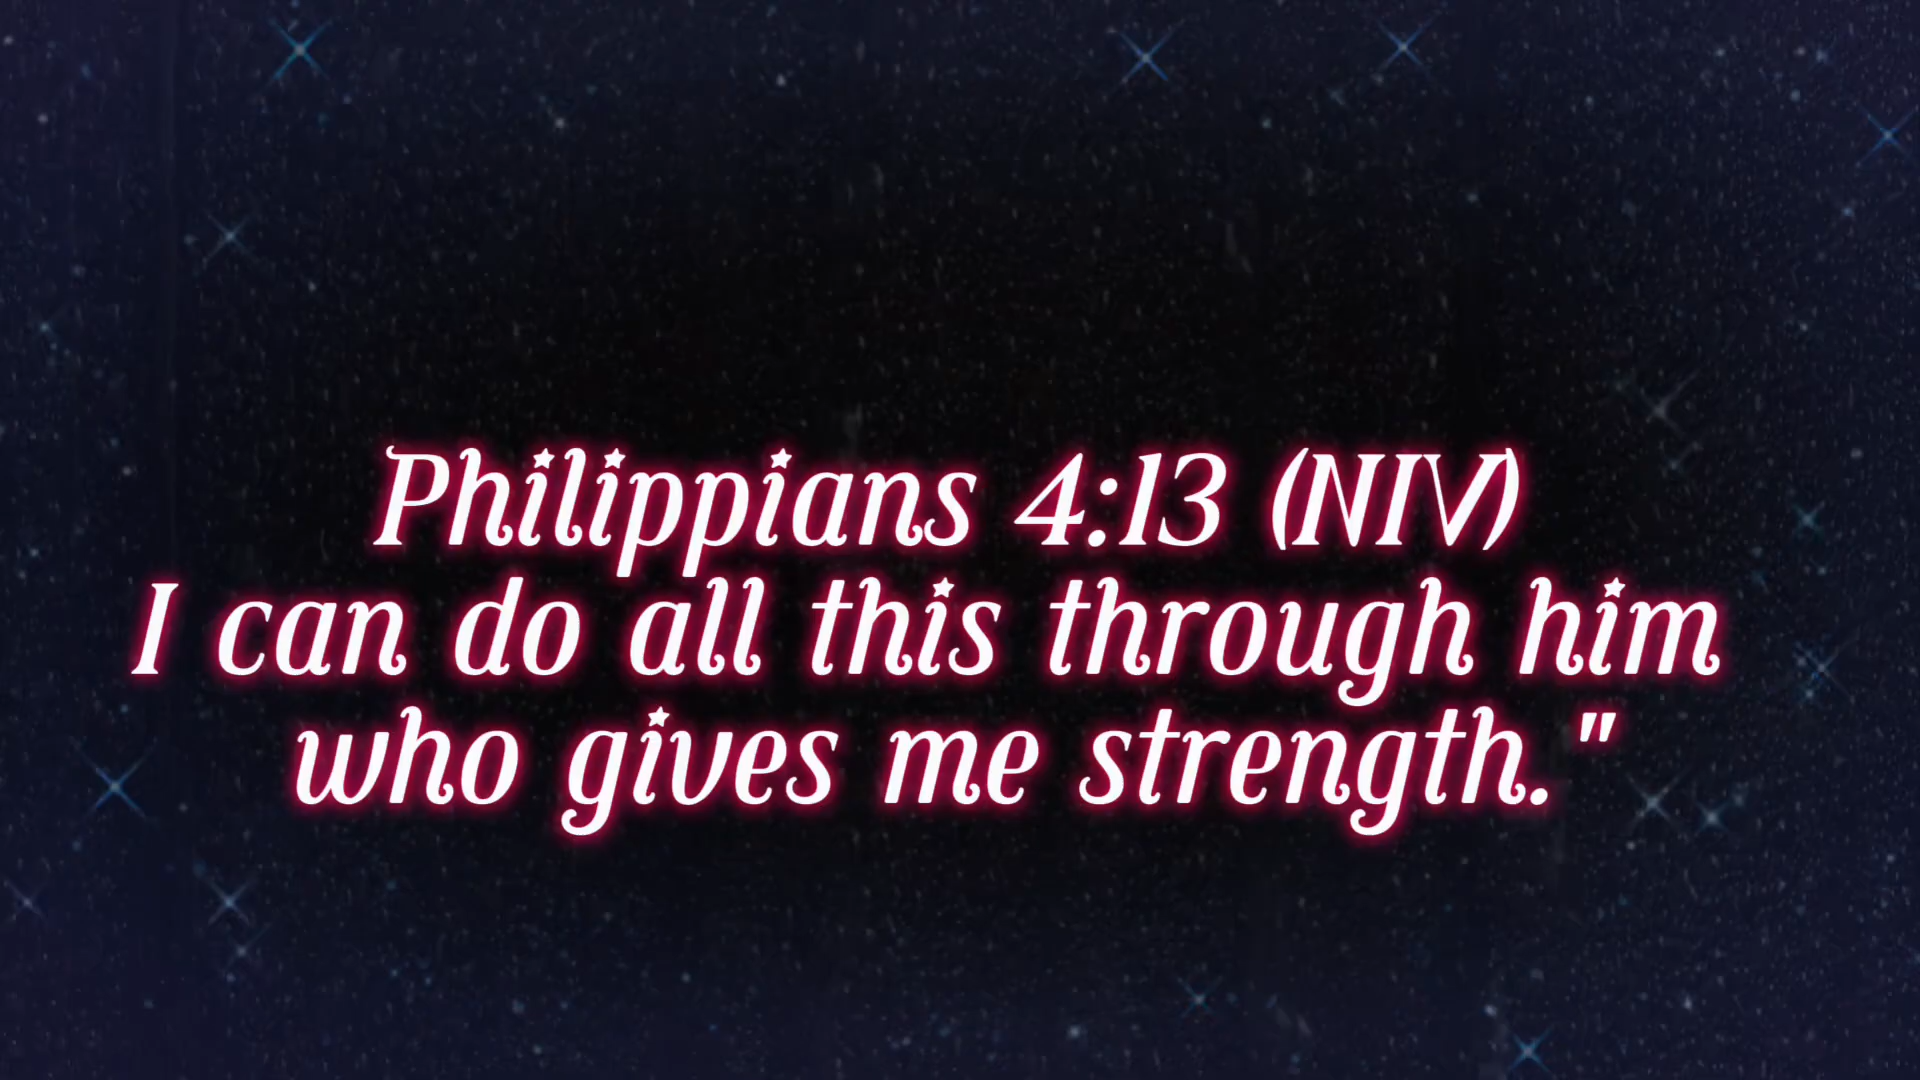 Philippians 4:13 (NIV)
I can do all this through him
who gives me strength."